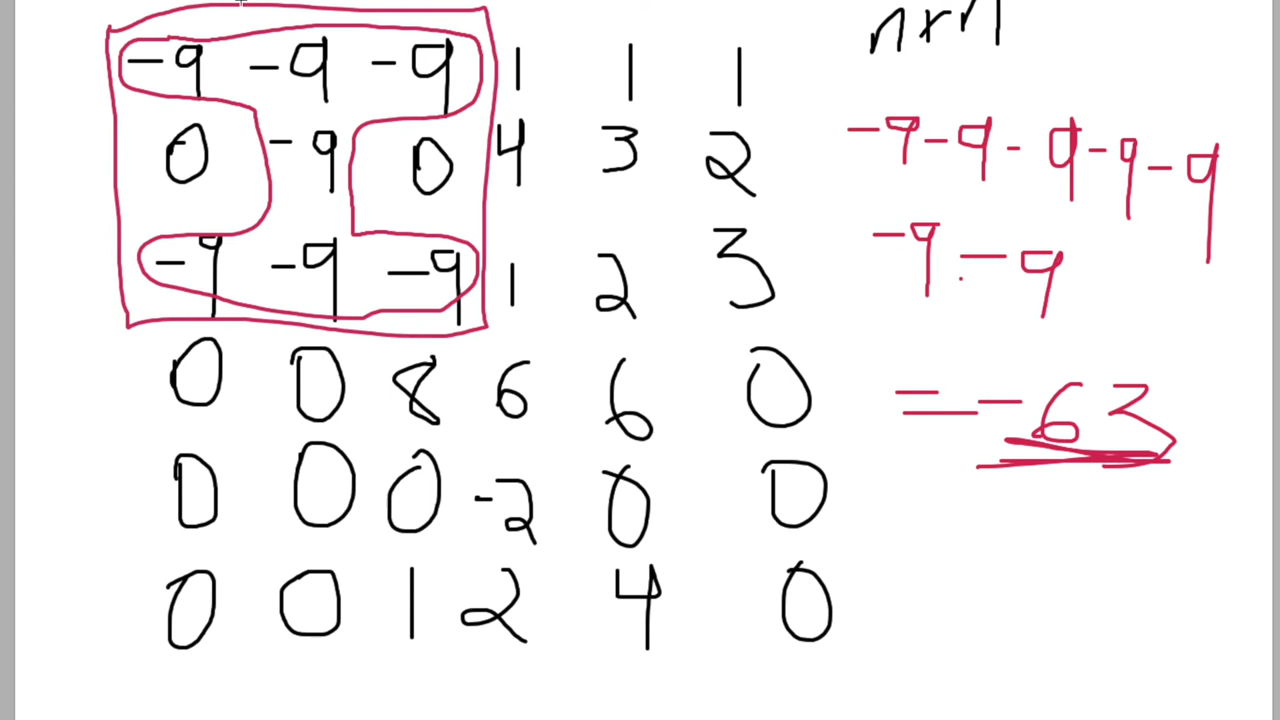 n x n
-9 -9 -9 1 1 1
0 -9 0 4 3 2
-9 -9 -9 1 2 3
0 0 8 6 6 0
0 0 0 -2 0 0
0 0 1 2 4 0
-9 -9 - 9 - 9 - 9
-9 - 9
= -63